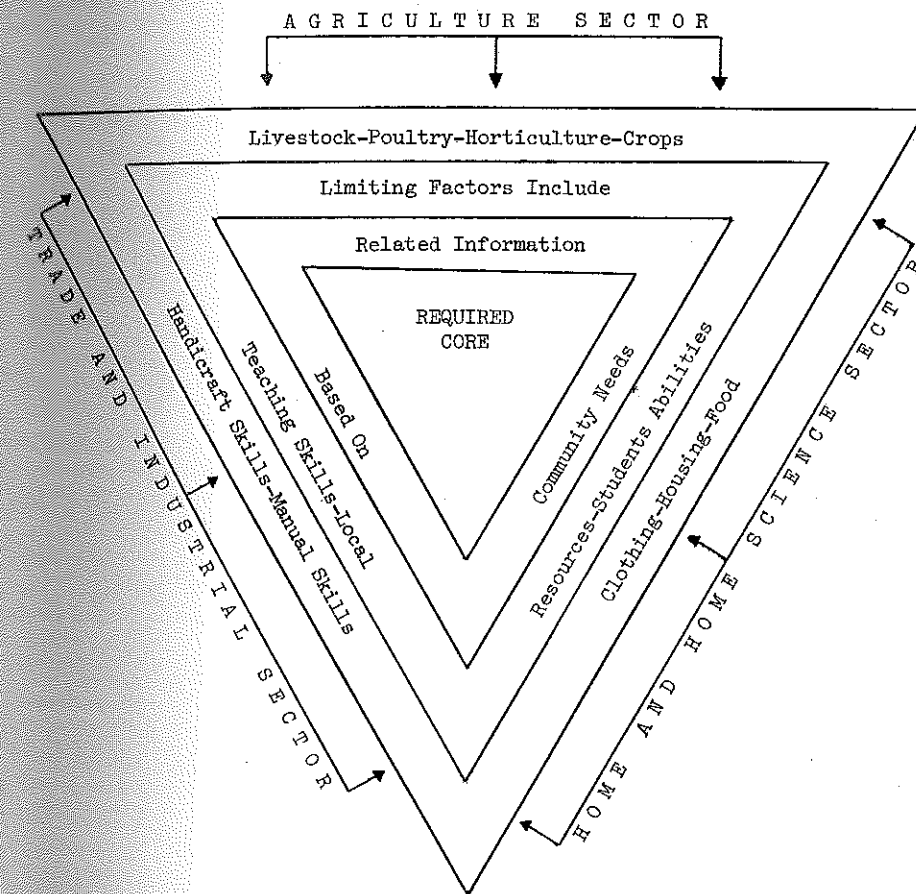 AGRICULTURE SECTOR
Livestock-Poultry-Horticulture-Crops
Limiting Factors Include
Related Information
REQUIRED
CORE
Based On
Community Needs
Teaching Skills-Local
Resources-Students Abilities
Handicraft Skills-Manual Skills
Clothing-Housing-Food
TRADE AND INDUSTRIAL SECTOR
HOME AND HOME SCIENCE SECTOR